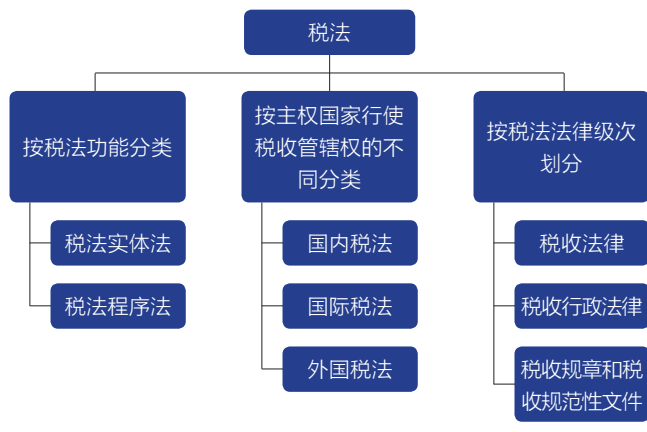 税法
按税法功能分类
税法实体法
税法程序法
按主权国家行使
税收管辖权的不
同分类
国内税法
国际税法
外国税法
按税法法律级次
划分
税收法律
税收行政法律
税收规章和税
收规范性文件